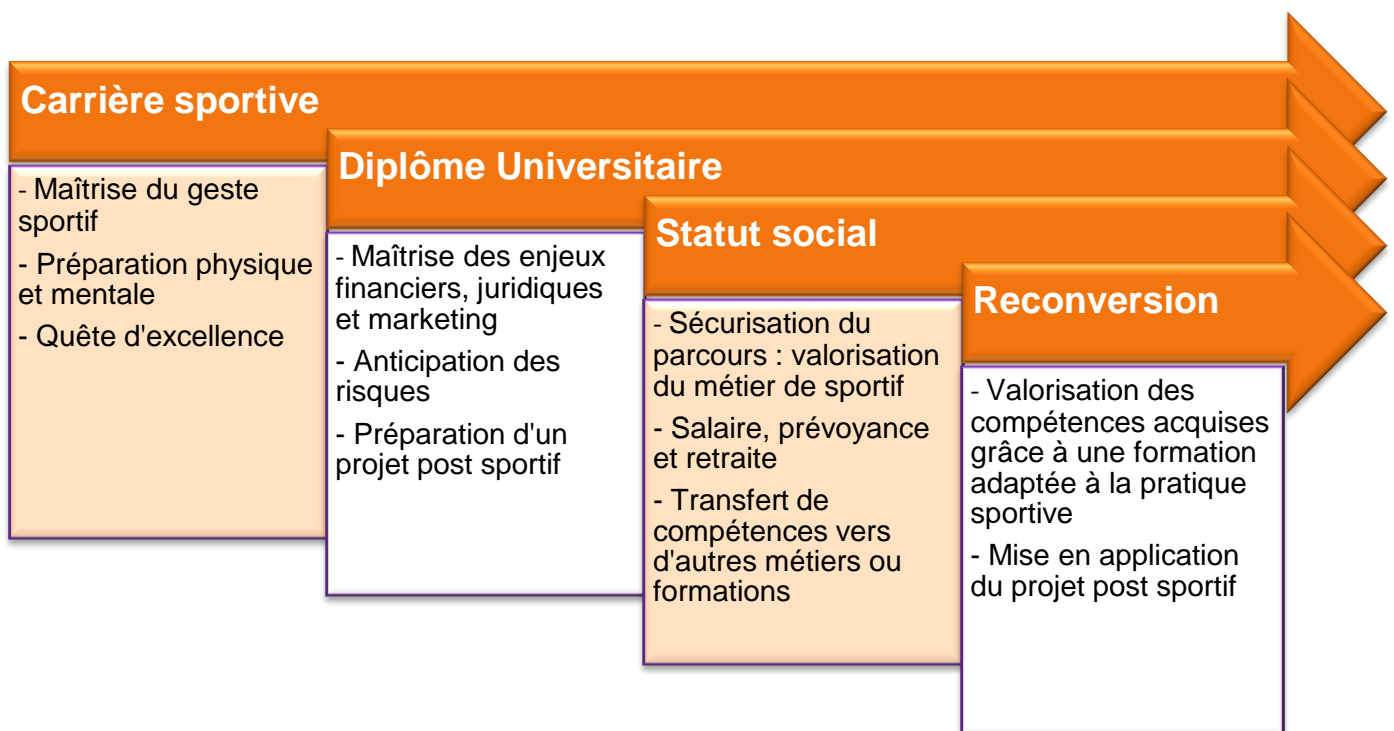 Carrière sportive
- Maîtrise du geste
sportif
- Préparation physique
et mentale
- Quête d'excellence
Diplôme Universitaire
- Maîtrise des enjeux
financiers, juridiques
et marketing
- Anticipation des
risques
- Préparation d'un
projet post sportif
Statut social
- Sécurisation du
parcours : valorisation
du métier de sportif
- Salaire, prévoyance
et retraite
- Transfert de
compétences vers
d'autres métiers ou
formations
Reconversion
- Valorisation des
compétences acquises
grâce à une formation
adaptée à la pratique
sportive
- Mise en application
du projet post sportif